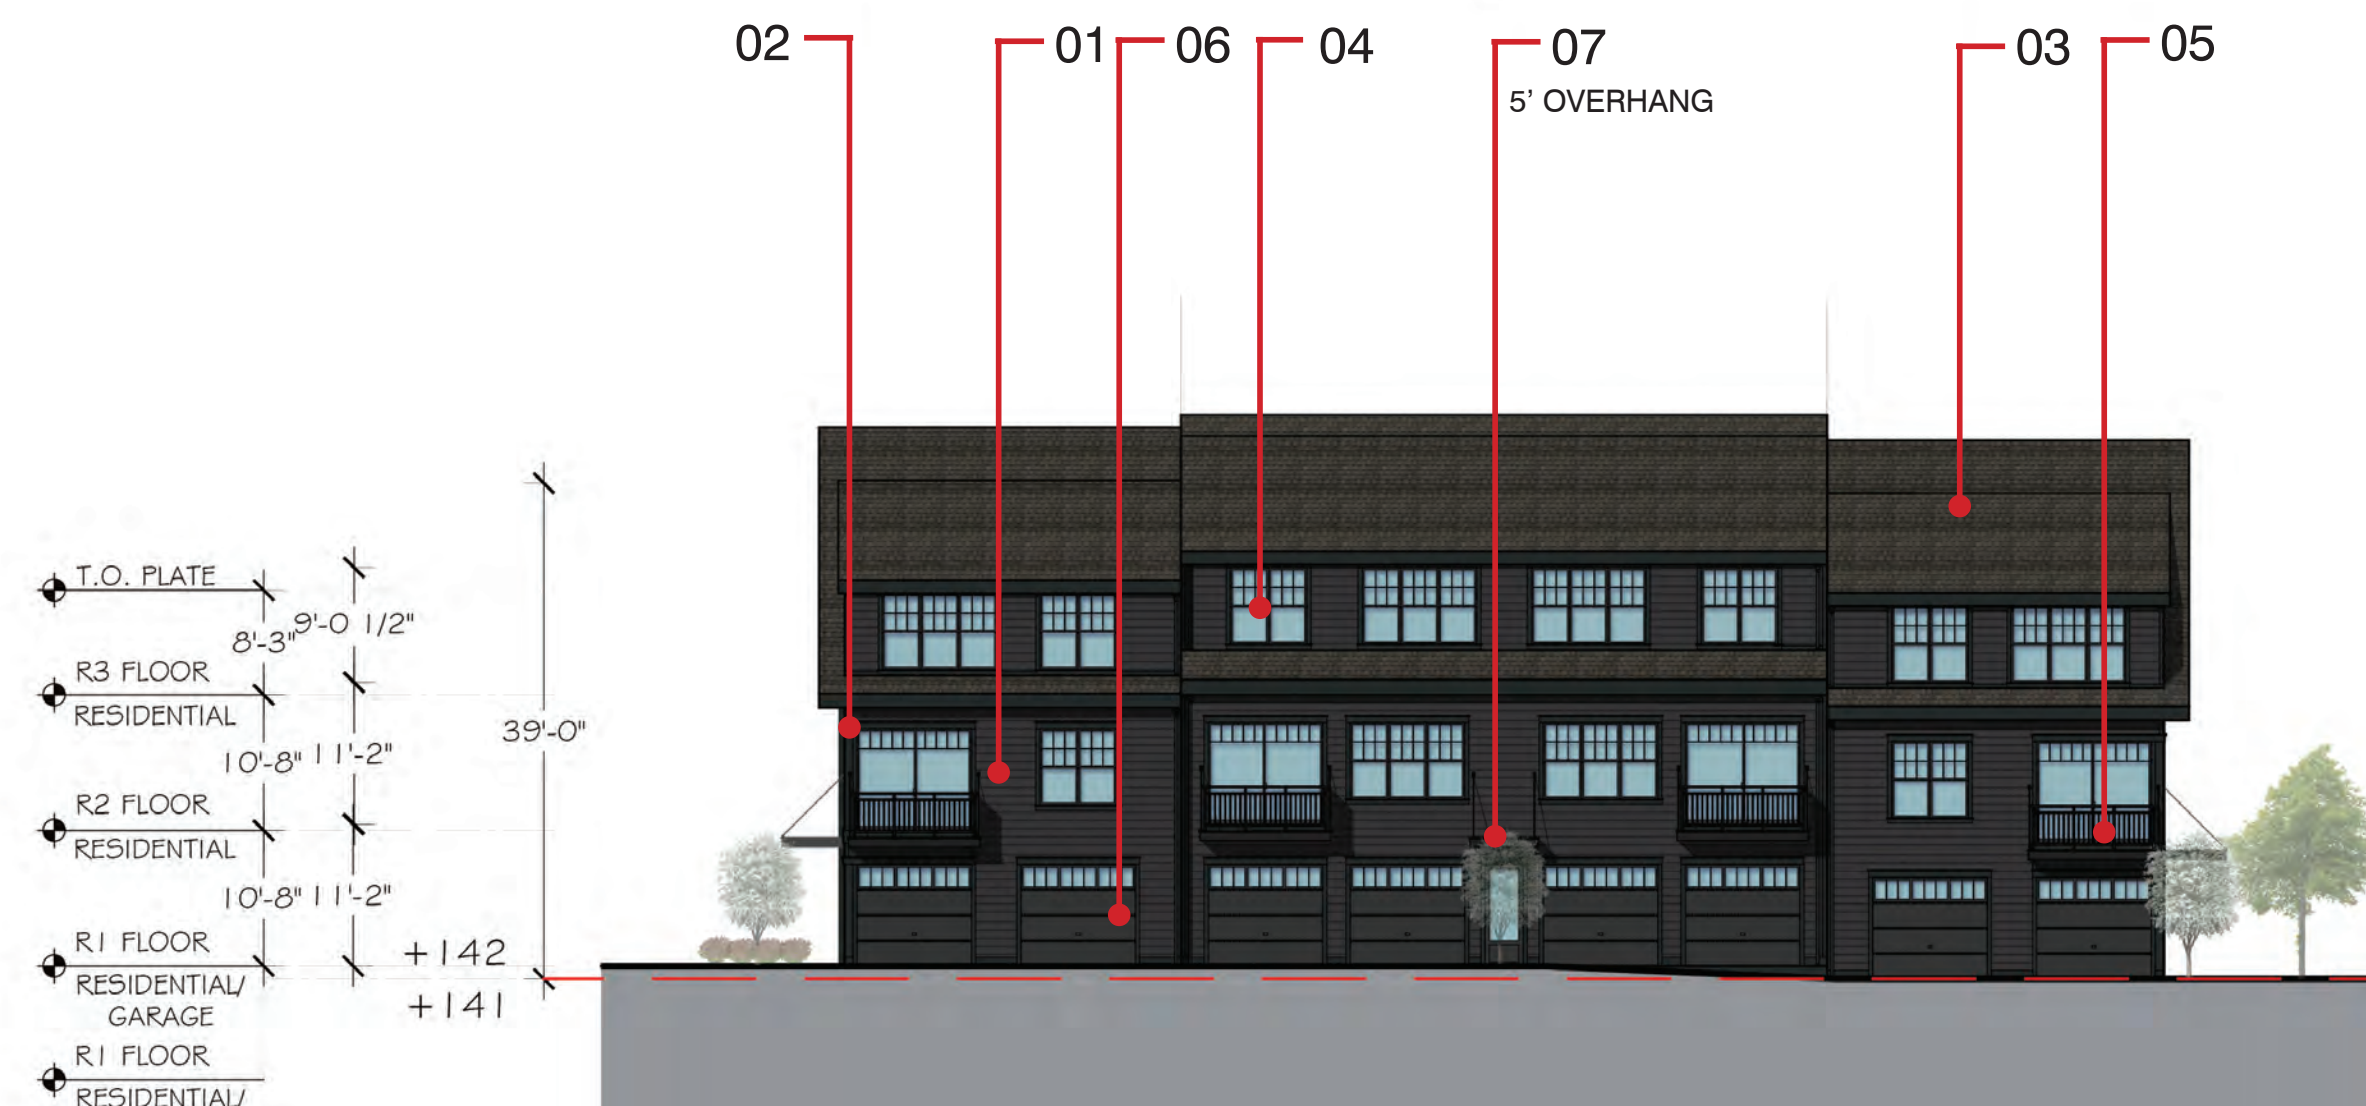 02
01
06
04
07
03
05
5’ OVERHANG
T.O. PLATE
8'-3"
9'-0 1/2"
R3 FLOOR
RESIDENTIAL
39'-0"
10'-8"
11'-2"
R2 FLOOR
RESIDENTIAL
10'-8"
11'-2"
R1 FLOOR
+142
RESIDENTIAL/
GARAGE
+141
R1 FLOOR
RESIDENTIAL/